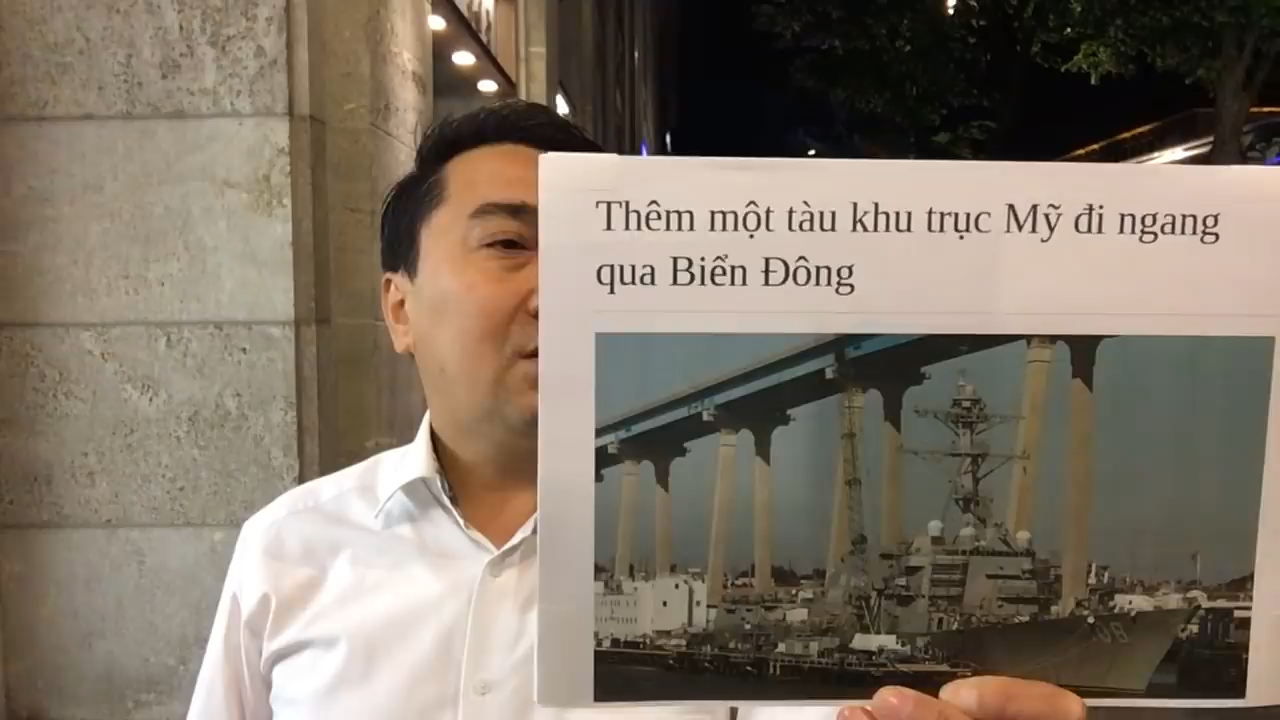 Thêm một tàu khu trục Mỹ đi ngang
qua Biển Đông